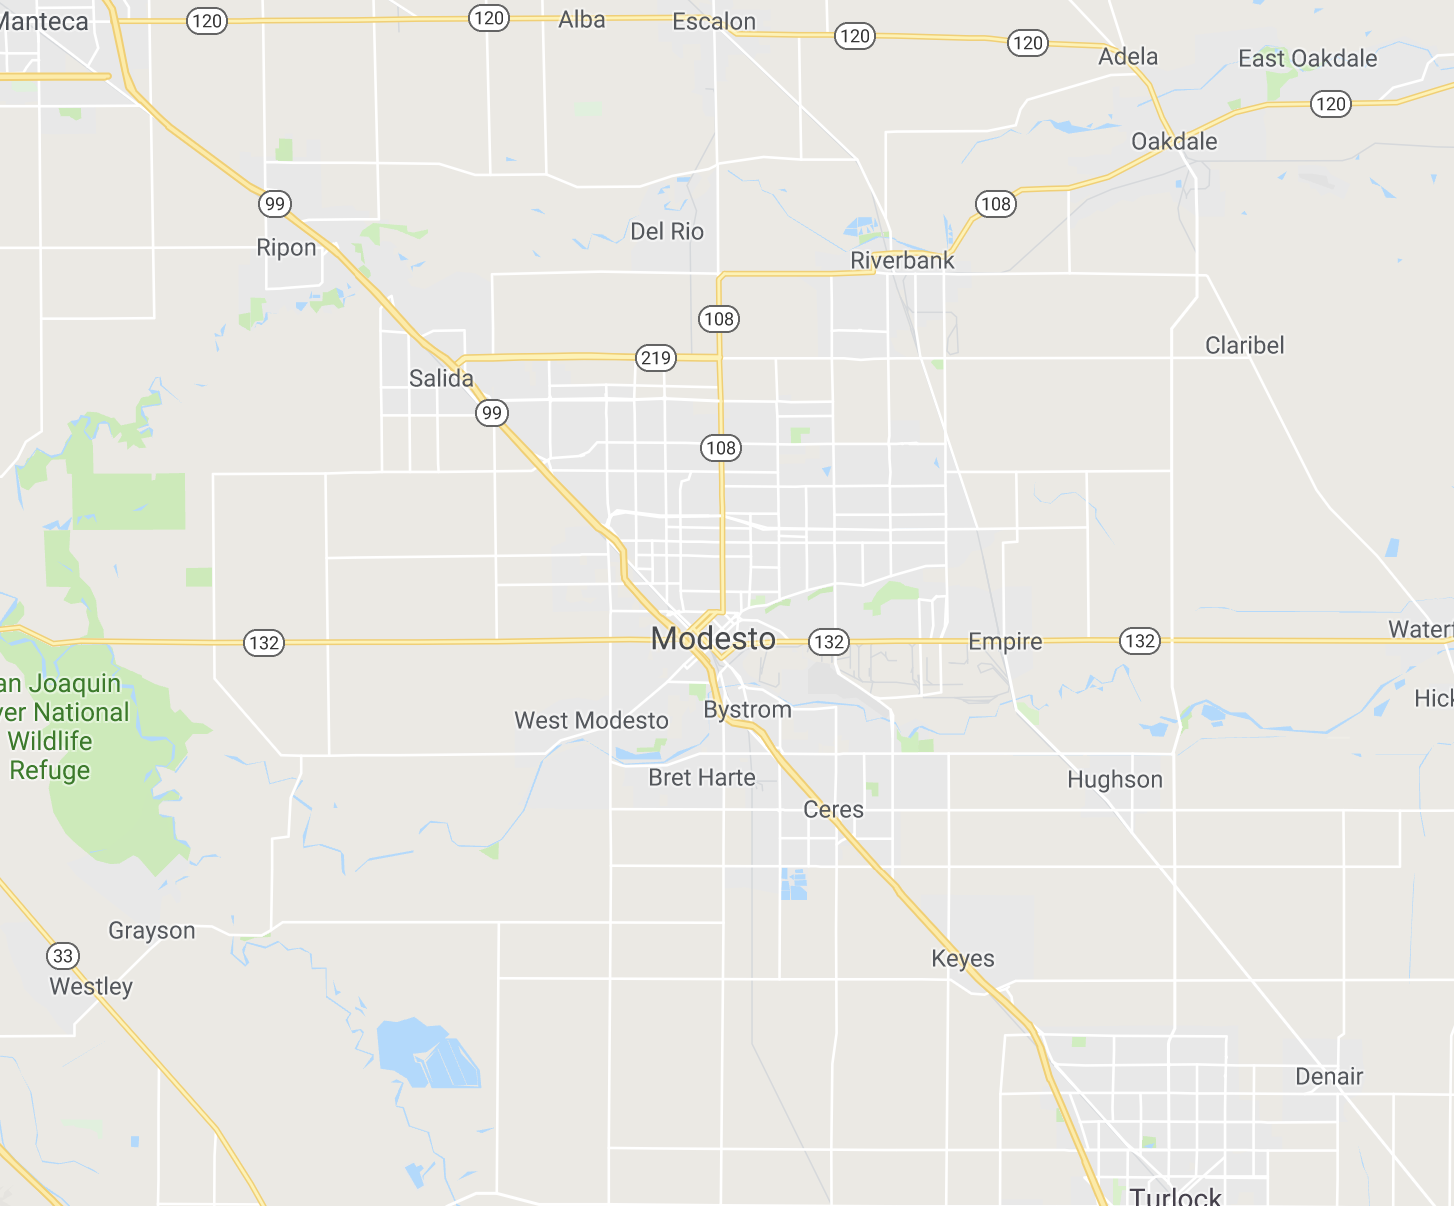 Manteca
120
120
Alba
Escalon
120
120
Adela
East Oakdale
120
Oakdale
99
108
Ripon
Del Rio
Riverbank
108
219
Claribel
Salida
99
108
132
Modesto
132
Empire
132
Waterf
an Joaquin
ver National
Wildlife
Refuge
West Modesto
Bystrom
Hick
Bret Harte
Hughson
Ceres
Grayson
33
Westley
Keyes
Denair
Turlock